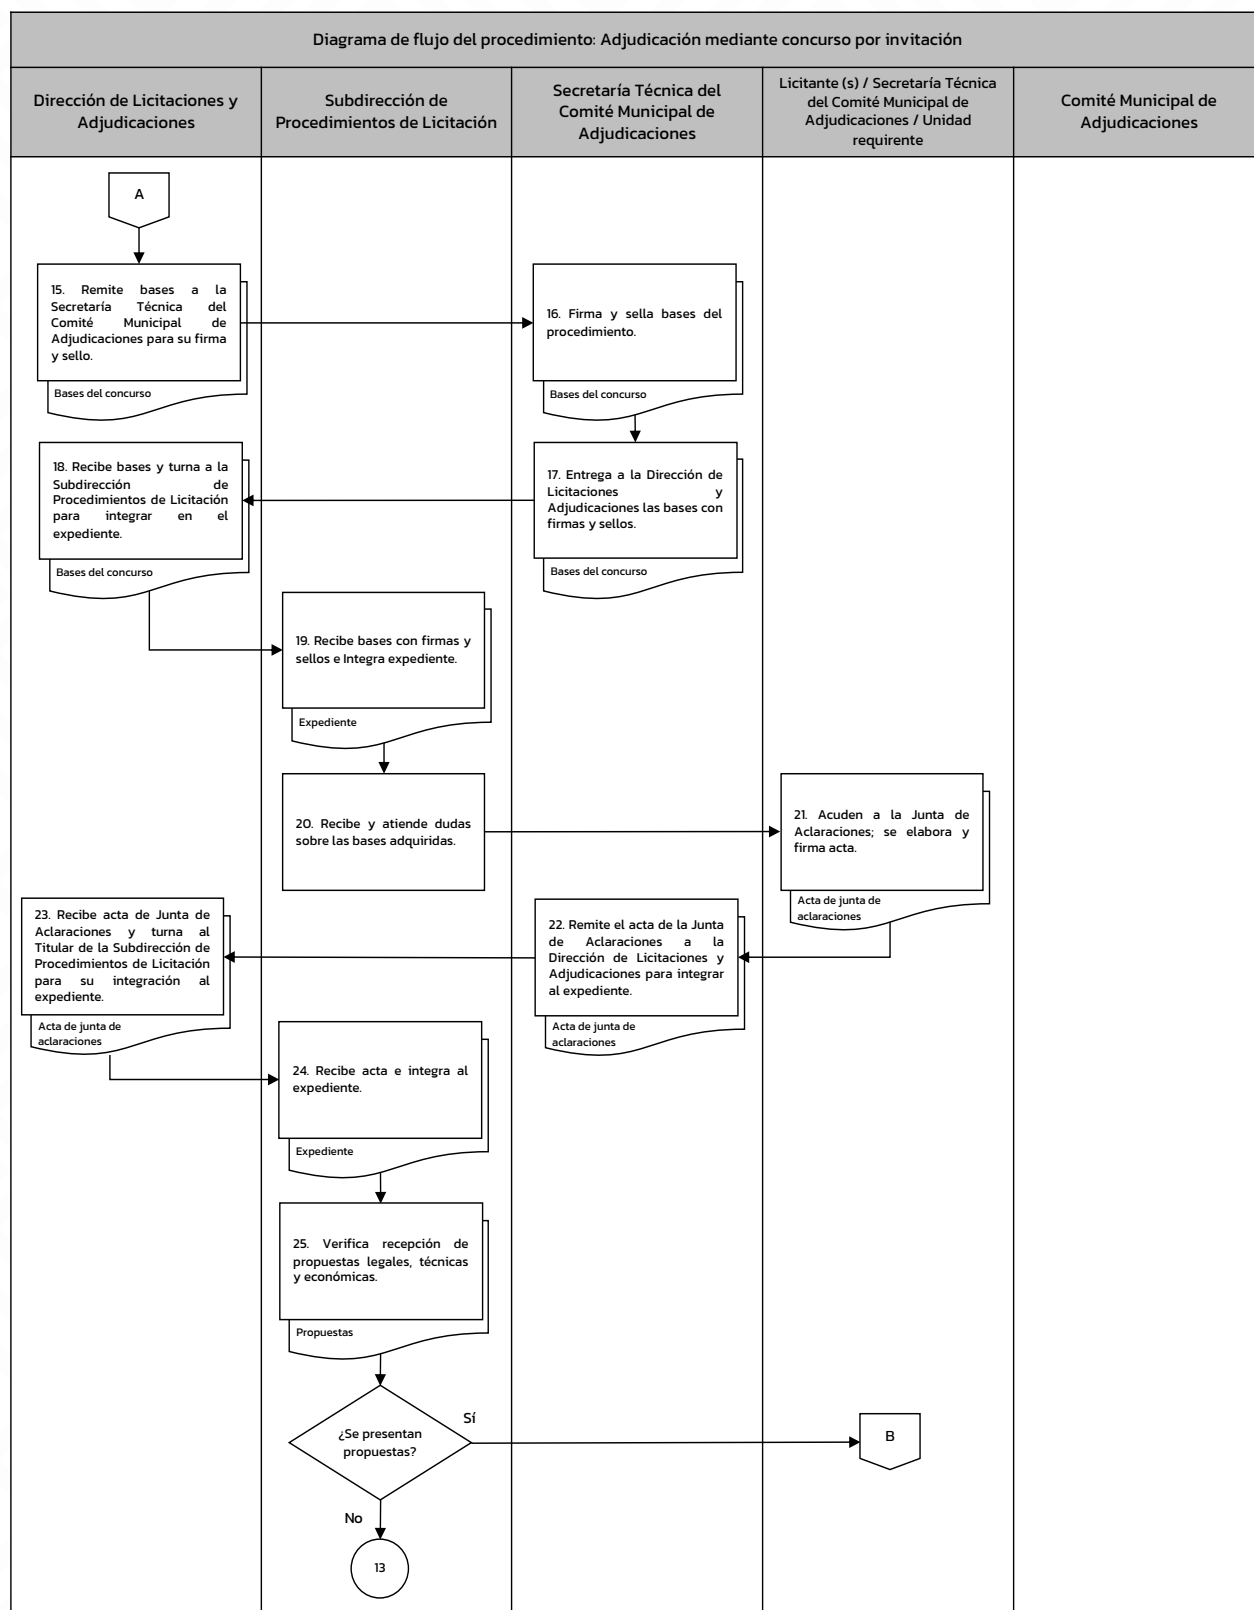 Diagrama de flujo del procedimiento: Adjudicación mediante concurso por invitación
Dirección de Licitaciones y
Adjudicaciones
Subdirección de
Procedimientos de Licitación
Secretaría Técnica del
Comité Municipal de
Adjudicaciones
Licitante (s) / Secretaría Técnica
del Comité Municipal de
Adjudicaciones / Unidad
requirente
Comité Municipal de
Adjudicaciones
A
15. Remite bases a la
Secretaría Técnica del
Comité Municipal de
Adjudicaciones para su firma
y sello.
Bases del concurso
16. Firma y sella bases del
procedimiento.
Bases del concurso
17. Entrega a la Dirección de
Licitaciones y
Adjudicaciones las bases con
firmas y sellos.
Bases del concurso
18. Recibe bases y turna a la
Subdirección de
Procedimientos de Licitación
para integrar en el
expediente.
Bases del concurso
19. Recibe bases con firmas y
sellos e Integra expediente.
Expediente
20. Recibe y atiende dudas
sobre las bases adquiridas.
21. Acuden a la Junta de
Aclaraciones; se elabora y
firma acta.
Acta de junta de
aclaraciones
22. Remite el acta de la Junta
de Aclaraciones a la
Dirección de Licitaciones y
Adjudicaciones para integrar
al expediente.
Acta de junta de
aclaraciones
23. Recibe acta de Junta de
Aclaraciones y turna al
Titular de la Subdirección de
Procedimientos de Licitación
para su integración al
expediente.
Acta de junta de
aclaraciones
24. Recibe acta e integra al
expediente.
Expediente
25. Verifica recepción de
propuestas legales, técnicas
y económicas.
Propuestas
¿Se presentan
propuestas?
Sí
B
No
13